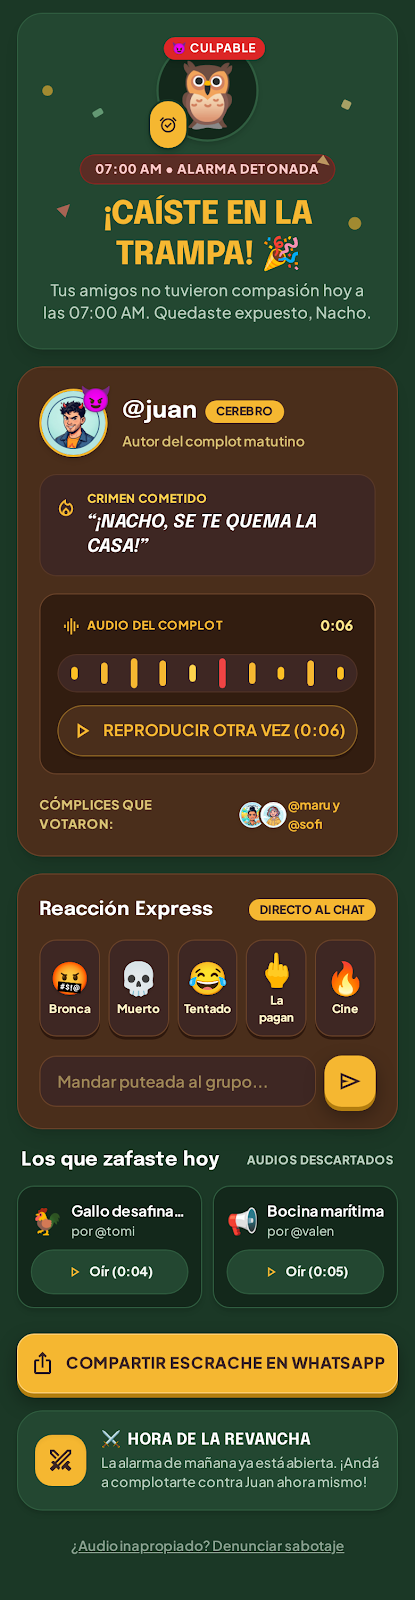 😈 CULPABLE
07:00 AM • ALARMA DETONADA
¡CAÍSTE EN LA
TRAMPA! 🎉
Tus amigos no tuvieron compasión hoy a
las 07:00 AM. Quedaste expuesto, Nacho.
@juan CEREBRO
Autor del complot matutino
CRIMEN COMETIDO
“¡NACHO, SE TE QUEMA LA
CASA!”
AUDIO DEL COMPLOT 0:06
REPRODUCIR OTRA VEZ (0:06)
CÓMPLICES QUE
VOTARON:
@maru y
@sofi
Reacción Express DIRECTO AL CHAT
#$!@
Bronca Muerto Tentado La
pagan Cine
Mandar puteada al grupo...
Los que zafaste hoy AUDIOS DESCARTADOS
Gallo desafina...
por @tomi
Oír (0:04)
Bocina marítima
por @valen
Oír (0:05)
COMPARTIR ESCRACHE EN WHATSAPP
⚔️ HORA DE LA REVANCHA
La alarma de mañana ya está abierta. ¡Andá
a complotarte contra Juan ahora mismo!
¿Audio inapropiado? Denunciar sabotaje